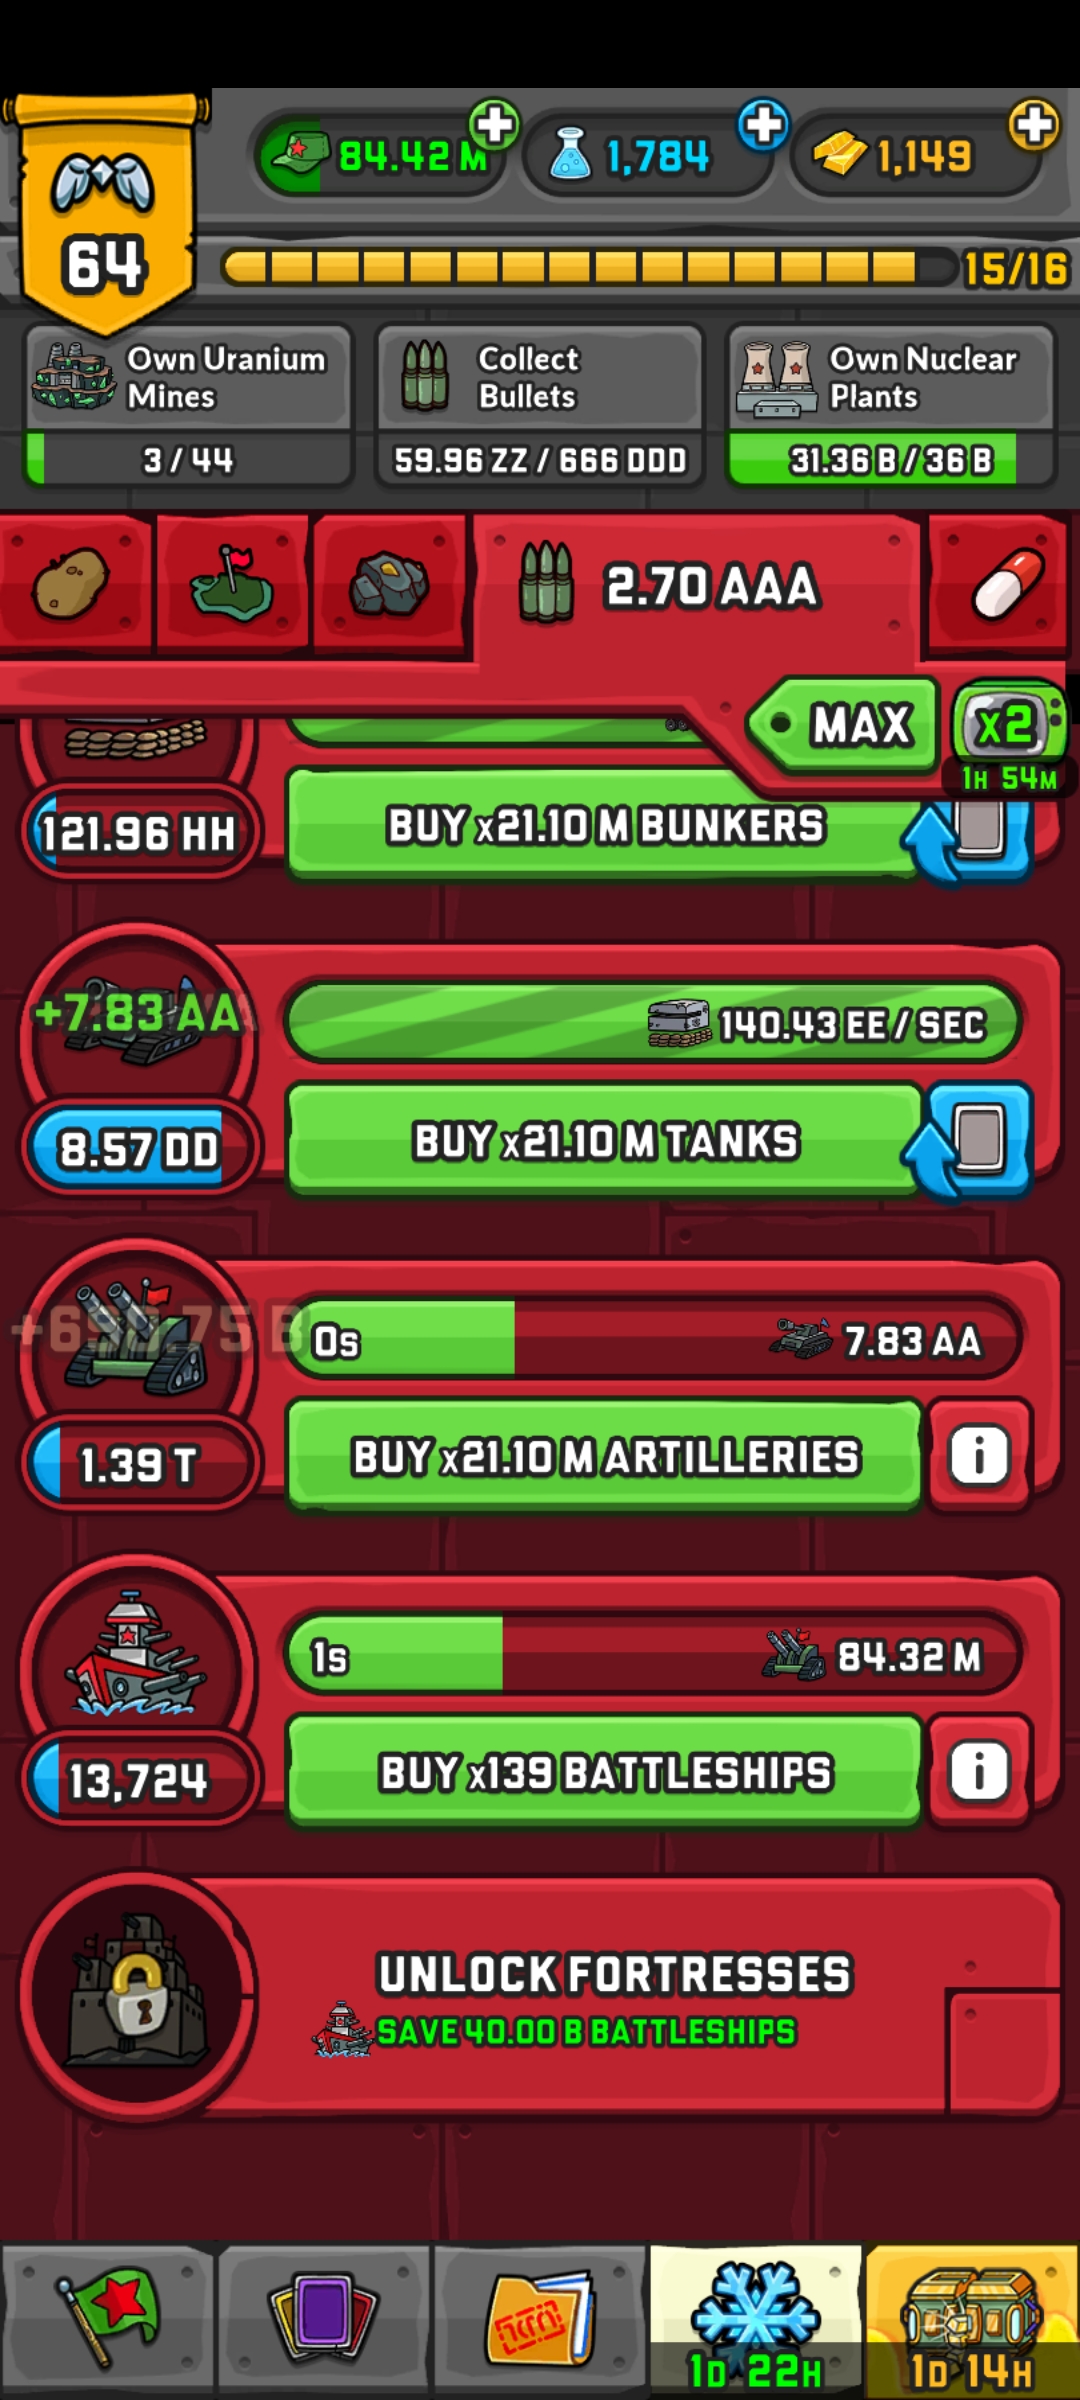 84.42 M
1,784
1,149
64
15/16
Own Uranium
Mines
3 / 44
Collect
Bullets
59.96 ZZ / 666 DDD
Own Nuclear
Plants
31.36 B / 36 B
2.70 AAA
MAX
X2
1H 54M
121.96 HH
BUY x21.10 M BUNKERS
+7.83 AA
140.43 EE / SEC
8.57 DD
BUY x21.10 M TANKS
0s
7.83 AA
1.39 T
BUY x21.10 M ARTILLERIES
1s
84.32 M
13,724
BUY x139 BATTLESHIPS
UNLOCK FORTRESSES
SAVE 40.00 B BATTLESHIPS
1D 22H
1D 14H